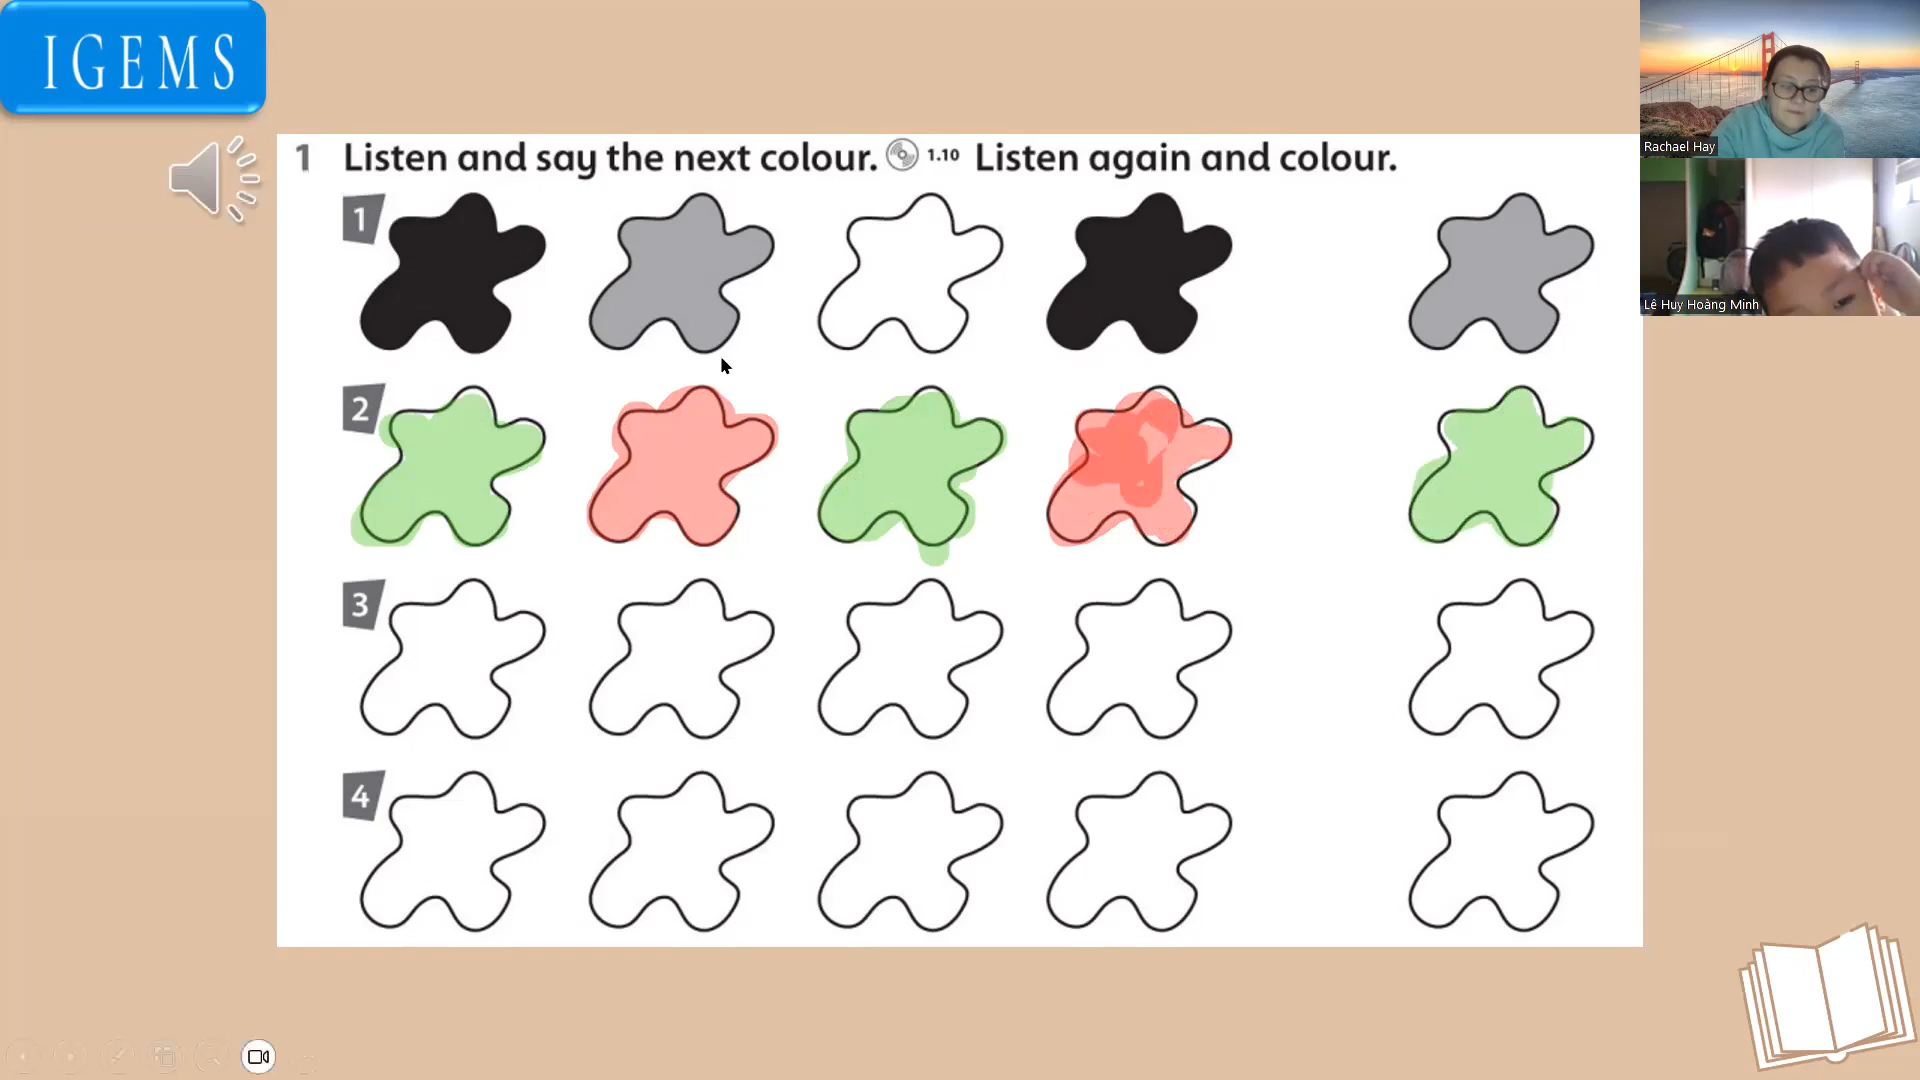 IGEMS
1 Listen and say the next colour. 1.10 Listen again and colour.
1
2
3
4
Rachael Hay
Lê Huy Hoàng Minh